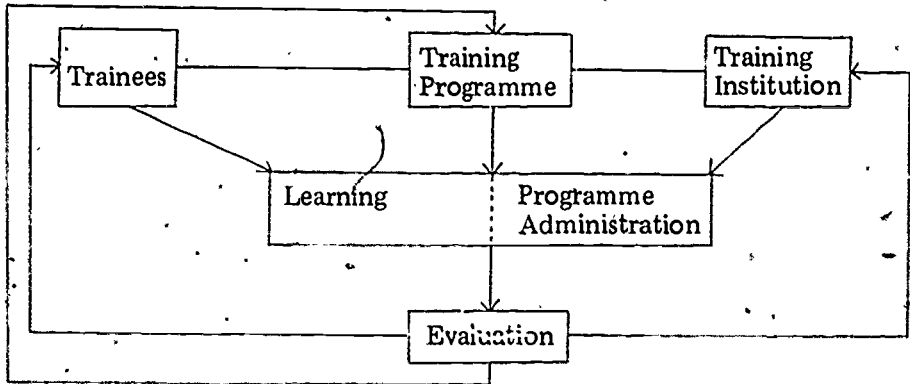 Trainees
Training
Programme
Training
Institution
Learning
Programme
Administration
Evaluation